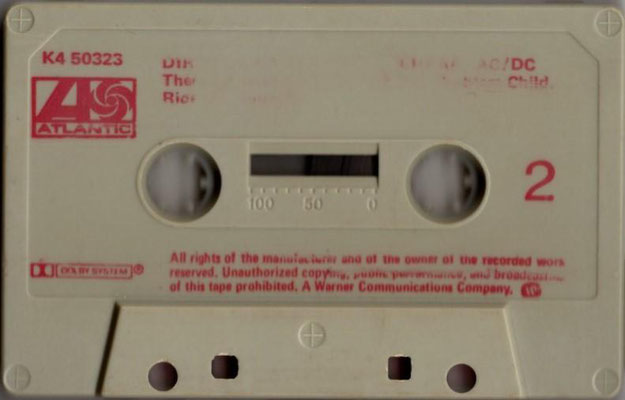 K4 50323
AC/DC
Child.
ATLANTIC
2
100 50 0
DOLBY SYSTEM ®
All rights of the manufacturer and of the owner of the recorded work
reserved. Unauthorized copying, public performance, and broadcasting
of this tape prohibited. A Warner Communications Company.